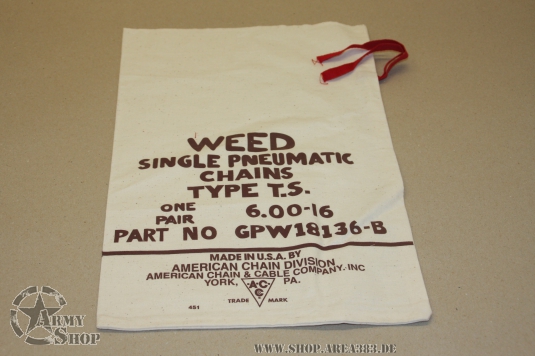 WEED
SINGLE PNEUMATIC
CHAINS
TYPE T.S.
ONE PAIR 6.00-16
PART NO GPW18136-B
MADE IN U.S.A. BY
AMERICAN CHAIN DIVISION
AMERICAN CHAIN & CABLE COMPANY, INC
YORK, PA.
A.C.
C
451 TRADE MARK
ARMY
SHOP
WWW.SHOP.AREA383.DE